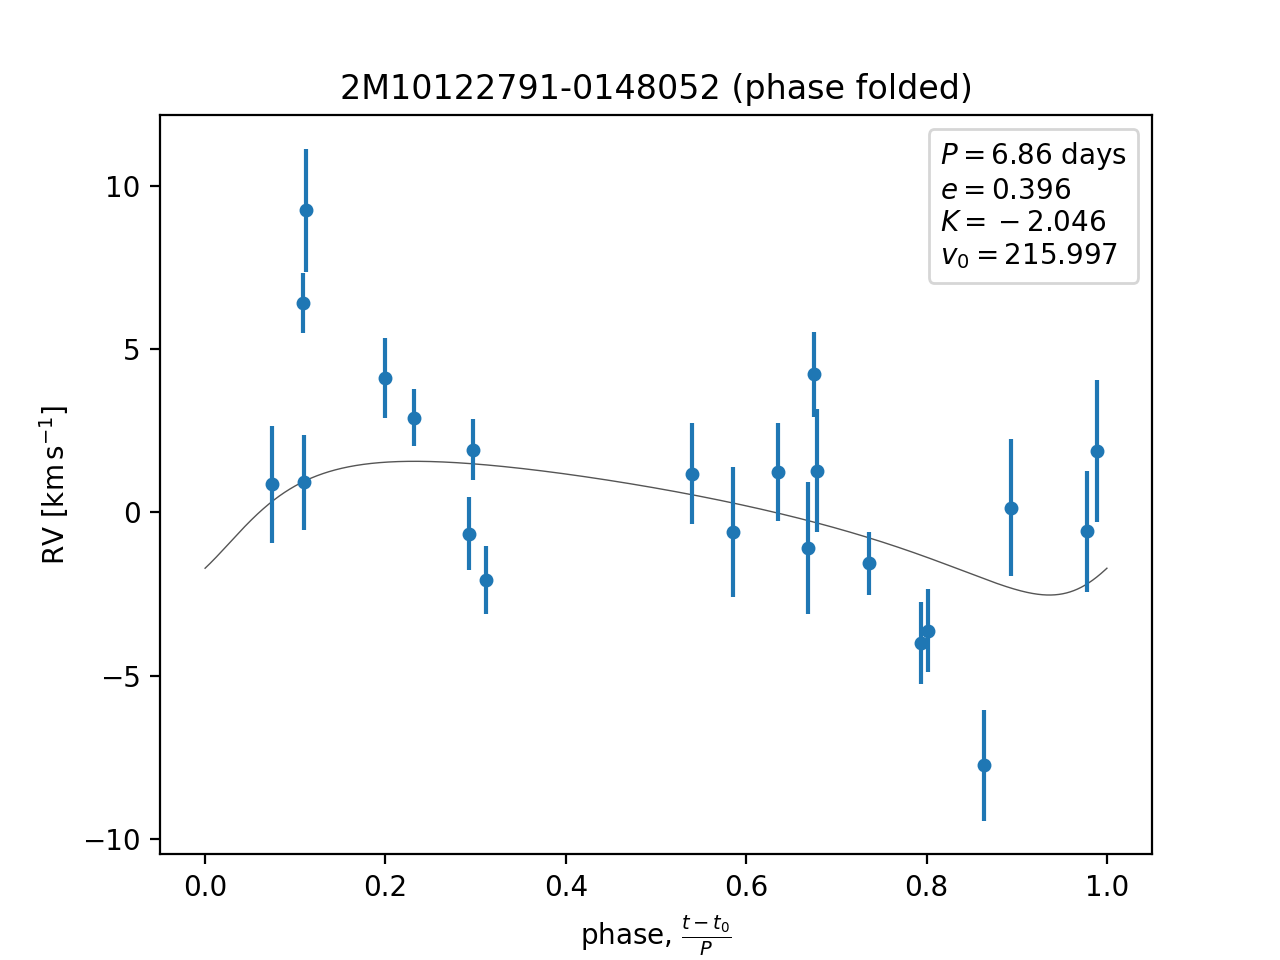 2M10122791-0148052 (phase folded)
P = 6.86 days
e = 0.396
K = −2.046
v₀ = 215.997
10
5
0
−5
−10
RV [km s⁻¹]
0.0 0.2 0.4 0.6 0.8 1.0
phase, (t − t₀)/P